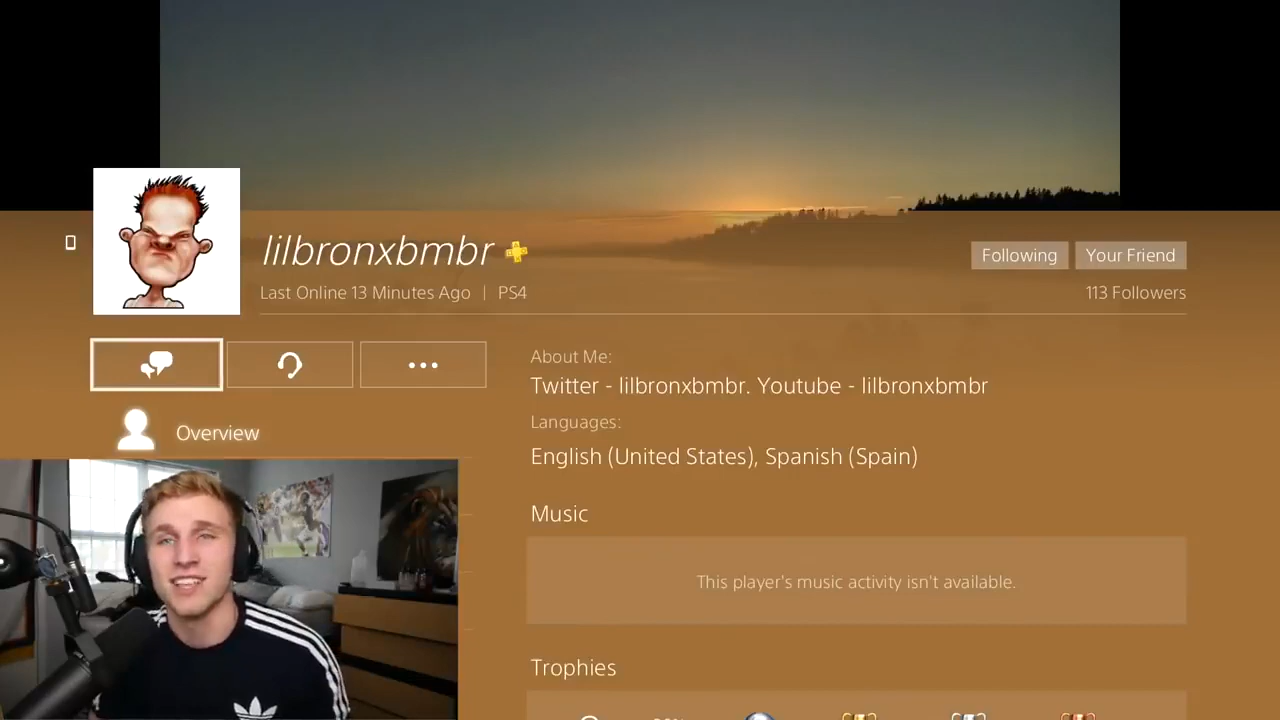 lilbronxbmbr
Following
Your Friend
Last Online 13 Minutes Ago | PS4
113 Followers
About Me:
Twitter - lilbronxbmbr. Youtube - lilbronxbmbr
Languages:
English (United States), Spanish (Spain)
Overview
Music
This player's music activity isn't available.
Trophies